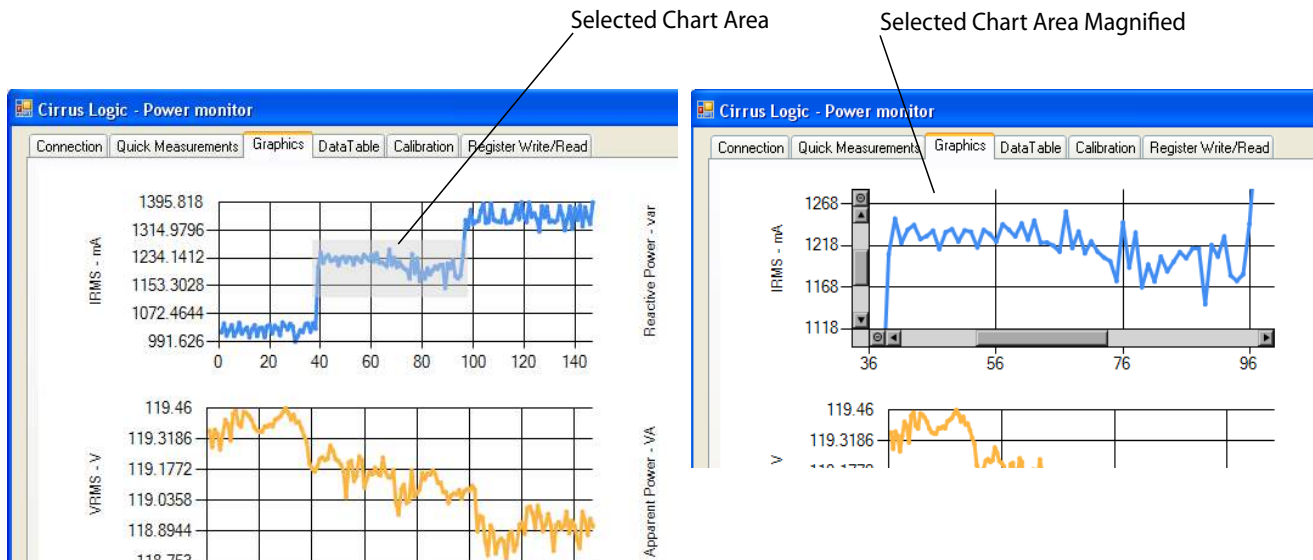 Selected Chart Area
Selected Chart Area Magnified
Cirrus Logic - Power monitor
Connection Quick Measurements Graphics DataTable Calibration Register Write/Read
1395.818
1314.9796
1234.1412
1153.3028
1072.4644
991.626
IRMS - mA
0 20 40 60 80 100 120 140
Reactive Power - var
119.46
119.3186
119.1772
119.0358
118.8944
118.753
VRMS - V
Apparent Power - VA
Cirrus Logic - Power monitor
Connection Quick Measurements Graphics DataTable Calibration Register Write/Read
1268
1218
1168
1118
IRMS - mA
36 56 76 96
119.46
119.3186
119.1772
V